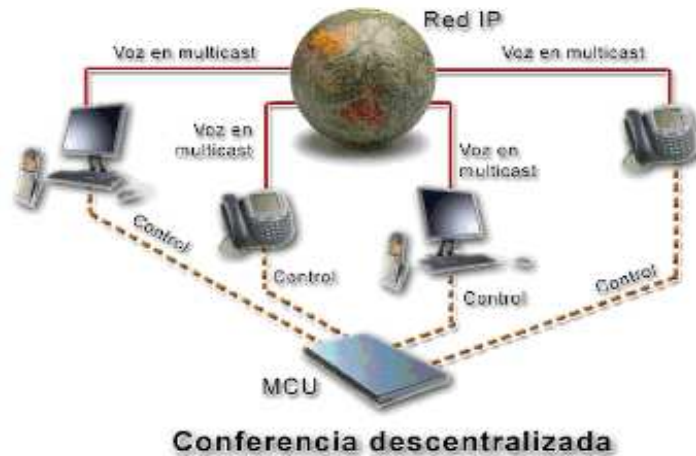 Red IP
Voz en multicast
Voz en multicast
Voz en
multicast
Voz en
multicast
Control
Control
Control
Control
MCU
Conferencia descentralizada